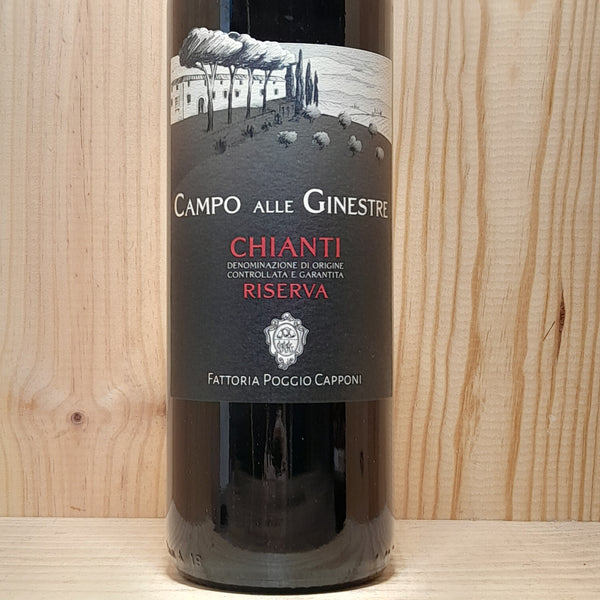 CAMPO ALLE GINESTRE
CHIANTI
DENOMINAZIONE DI ORIGINE
CONTROLLATA E GARANTITA
RISERVA
FATTORIA POGGIO CAPPONI